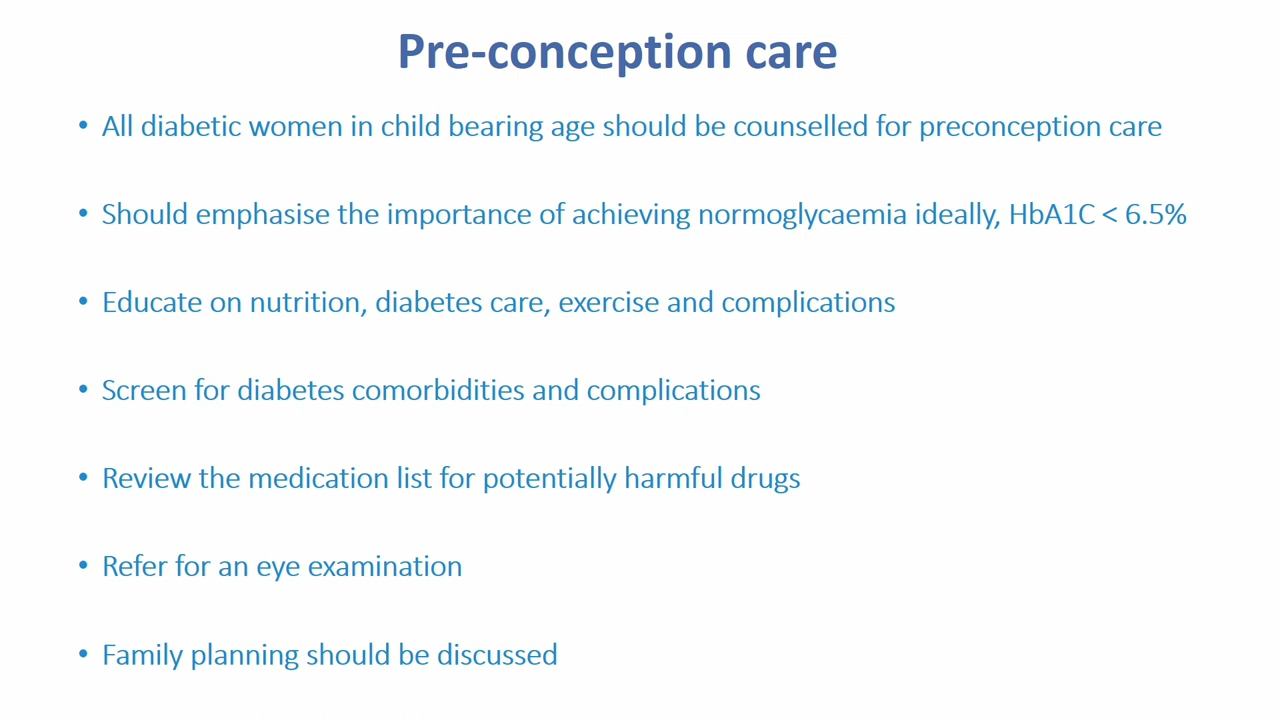 Pre-conception care
• All diabetic women in child bearing age should be counselled for preconception care
• Should emphasise the importance of achieving normoglycaemia ideally, HbA1C < 6.5%
• Educate on nutrition, diabetes care, exercise and complications
• Screen for diabetes comorbidities and complications
• Review the medication list for potentially harmful drugs
• Refer for an eye examination
• Family planning should be discussed